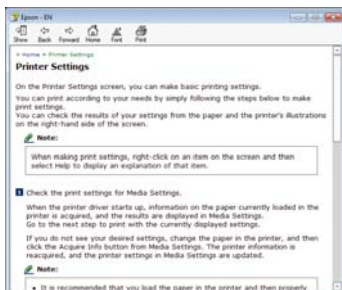 Epson - EN
Show Back Forward Home Font Print
> Home > Printer Settings
Printer Settings
On the Printer Settings screen, you can make basic printing settings.
You can print according to your needs by simply following the steps below to make
print settings.
You can check the results of your settings from the paper and the printer's illustrations
on the right-hand side of the screen.
Note:
When making print settings, right-click on an item on the screen and then
select Help to display an explanation of that item.
1 Check the print settings for Media Settings.
When the printer driver starts up, information on the paper currently loaded in the
printer is acquired, and the results are displayed in Media Settings.
Go to the next step to print with the currently displayed settings.
If you do not see your desired settings, change the paper in the printer, and then
click the Acquire Info button from Media Settings. The printer information is
reacquired, and the printer settings in Media Settings are updated.
Note:
• It is recommended that you load the paper in the printer and then properly